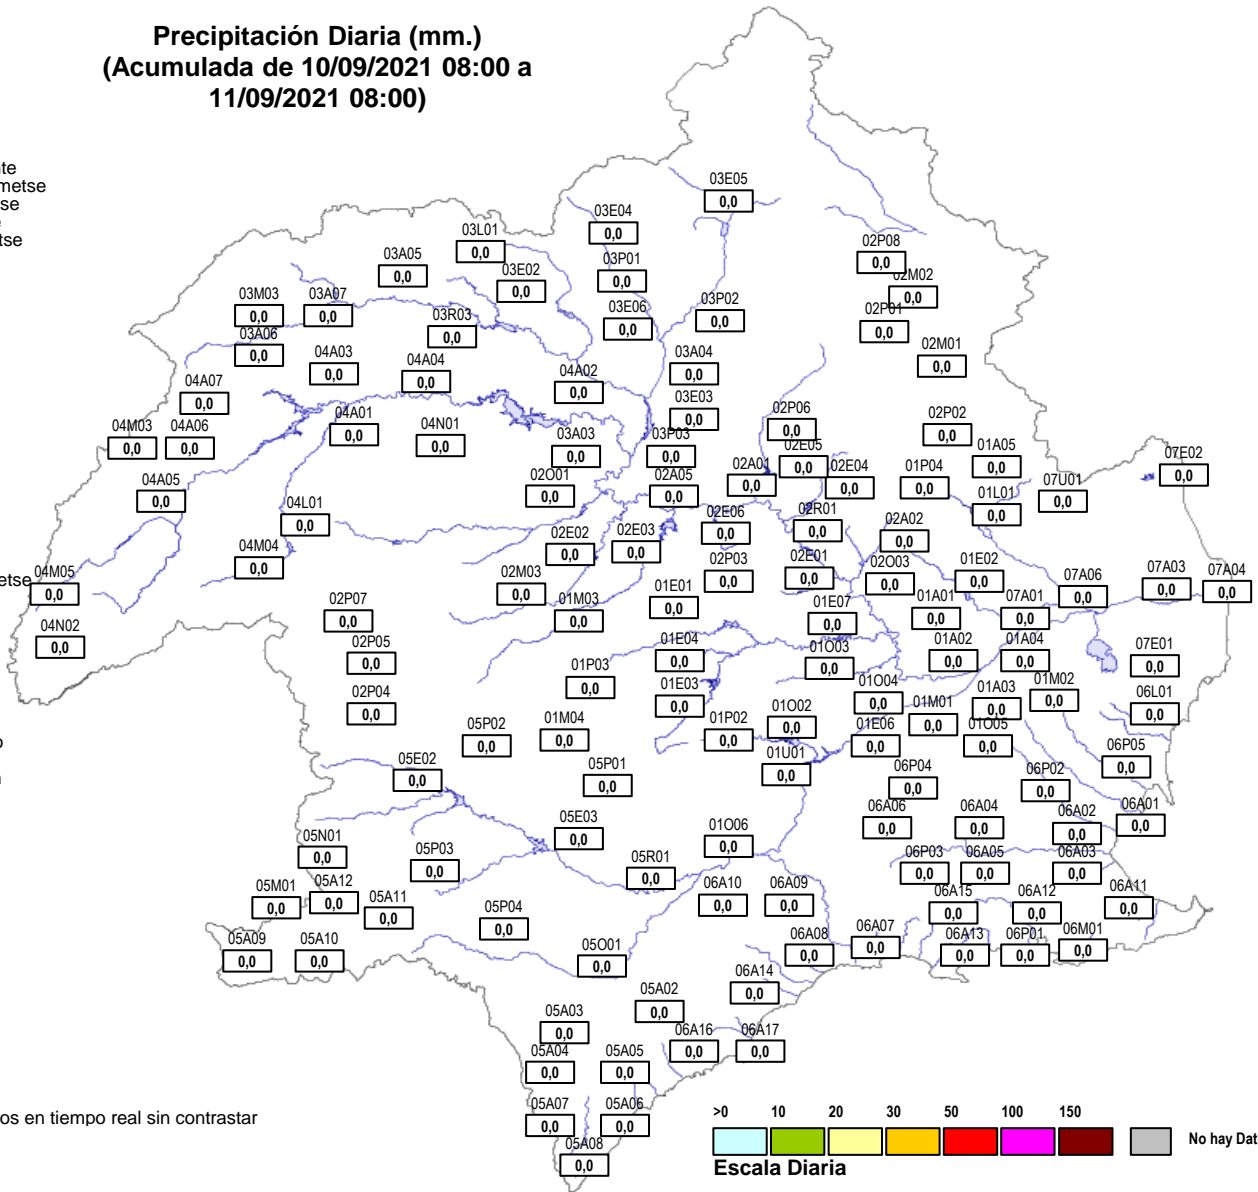 Precipitación Diaria (mm.)
(Acumulada de 10/09/2021 08:00 a
11/09/2021 08:00)
nte
metse
se
tse
03E05
0,0
03E04
0,0
03L01
0,0
03A05
0,0
03P01
0,0
03E02
0,0
02P08
0,0
02M02
0,0
03M03
0,0
03A07
0,0
03R03
0,0
03E06
0,0
03P02
0,0
02P01
0,0
03A06
0,0
04A03
0,0
04A04
0,0
04A02
0,0
03A04
0,0
02M01
0,0
04A07
0,0
03E03
0,0
04M03
0,0
04A06
0,0
04A01
0,0
04N01
0,0
03A03
0,0
03P03
0,0
02P06
0,0
02P02
0,0
02E05
0,0
01A05
0,0
07E02
0,0
04A05
0,0
02O01
0,0
02A05
0,0
02A01
0,0
02E04
0,0
01P04
0,0
07U01
0,0
04L01
0,0
01L01
0,0
02E06
0,0
02R01
0,0
02A02
0,0
04M04
0,0
02E02
0,0
02E03
0,0
etse
04M05
0,0
02M03
0,0
02P03
0,0
02E01
0,0
02O03
0,0
01E02
0,0
07A06
0,0
07A03
0,0
07A04
0,0
01M03
0,0
01E01
0,0
01E07
0,0
01A01
0,0
07A01
0,0
04N02
0,0
02P07
0,0
02P05
0,0
01E04
0,0
01O03
0,0
01A02
0,0
01A04
0,0
07E01
0,0
01P03
0,0
01E03
0,0
01O04
0,0
01A03
0,0
01M02
0,0
06L01
0,0
02P04
0,0
01M01
0,0
o
05P02
0,0
01M04
0,0
01P02
0,0
01O02
0,0
01E06
0,0
01O05
0,0
05E02
0,0
05P01
0,0
01U01
0,0
06P04
0,0
06P02
0,0
06P05
0,0
05E03
0,0
01O06
0,0
06A06
0,0
06A04
0,0
06A02
0,0
06A01
0,0
05N01
0,0
05P03
0,0
05R01
0,0
06P03
0,0
06A05
0,0
06A03
0,0
05M01
0,0
05A12
0,0
05A11
0,0
06A10
0,0
06A09
0,0
06A15
0,0
06A12
0,0
06A11
0,0
05P04
0,0
05A09
0,0
05A10
0,0
05O01
0,0
06A08
0,0
06A07
0,0
06A13
0,0
06P01
0,0
06M01
0,0
06A14
0,0
05A02
0,0
05A03
0,0
06A16
0,0
06A17
0,0
05A04
0,0
05A05
0,0
05A07
0,0
05A06
0,0
05A08
0,0
os en tiempo real sin contrastar
>0 10 20 30 50 100 150
No hay Dat
Escala Diaria